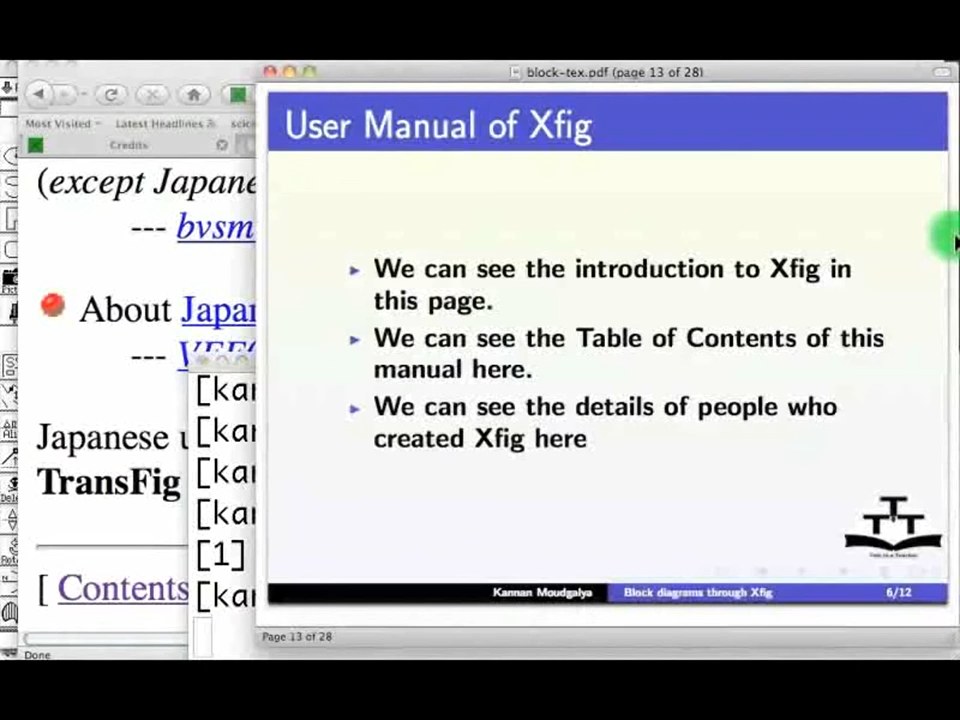 block-tex.pdf (page 13 of 28)
Most Visited Latest Headlines
Credits
User Manual of Xfig
(except Japane
--- bvsm
We can see the introduction to Xfig in
this page.
We can see the Table of Contents of this
manual here.
We can see the details of people who
created Xfig here
About Japan
---
[kar
[kar
Japanese u
[kar
TransFig
[kar
[1]
[ Contents
[kar
Kannan Moudgalya Block diagrams through Xfig 6/12
Page 13 of 28
Done